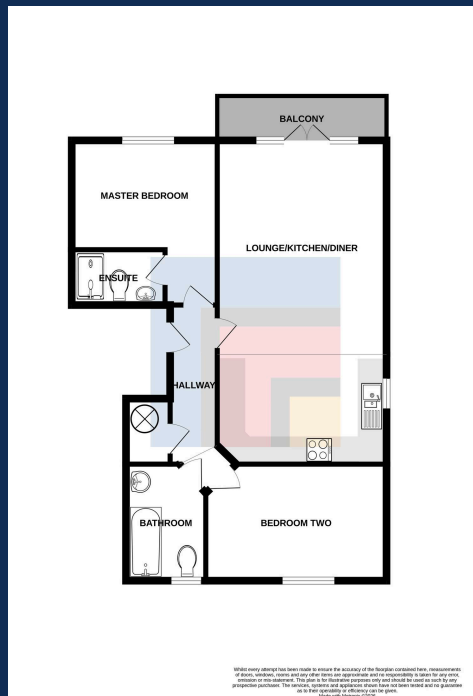 BALCONY
MASTER BEDROOM
LOUNGE/KITCHEN/DINER
ENSUITE
HALLWAY
BATHROOM
BEDROOM TWO
Whilst every attempt has been made to ensure the accuracy of the floorplan contained here, measurements
of doors, windows, rooms and any other items are approximate and no responsibility is taken for any error,
omission or mis-statement. This plan is for illustrative purposes only and should be used as such by any
prospective purchaser. The services, systems and appliances shown have not been tested and no guarantee
as to their operability or efficiency can be given.
Made with Metropix ©2025